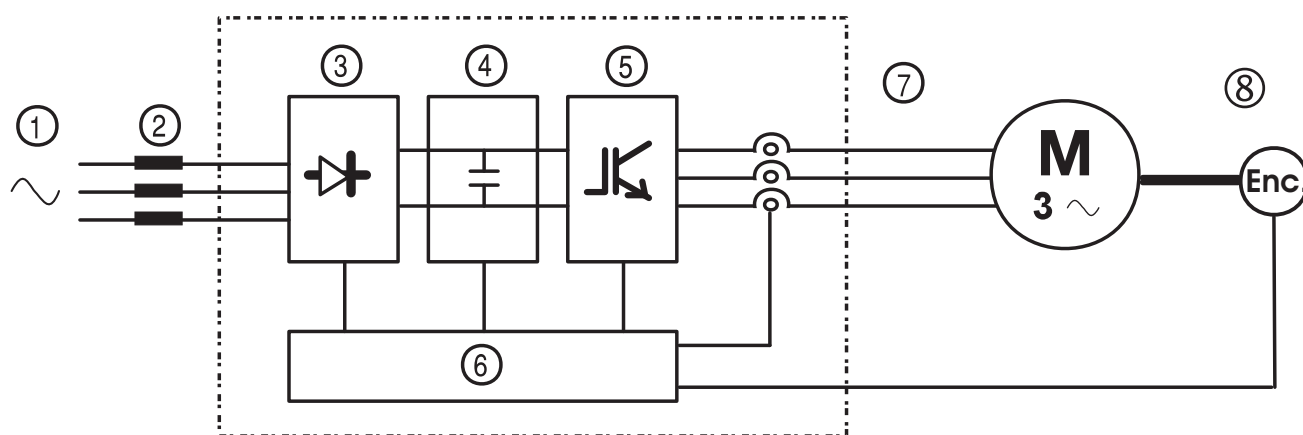 ① ② ③ ④ ⑤ ⑦ ⑧
M
3 ~
Enc.
⑥